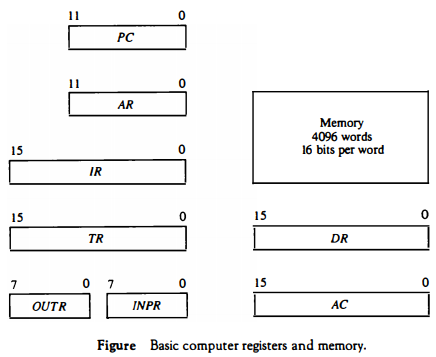 11 0
PC
11 0
AR
Memory
4096 words
16 bits per word
15 0
IR
15 0
TR
15 0
DR
7 0
OUTR
7 0
INPR
15 0
AC
Figure Basic computer registers and memory.